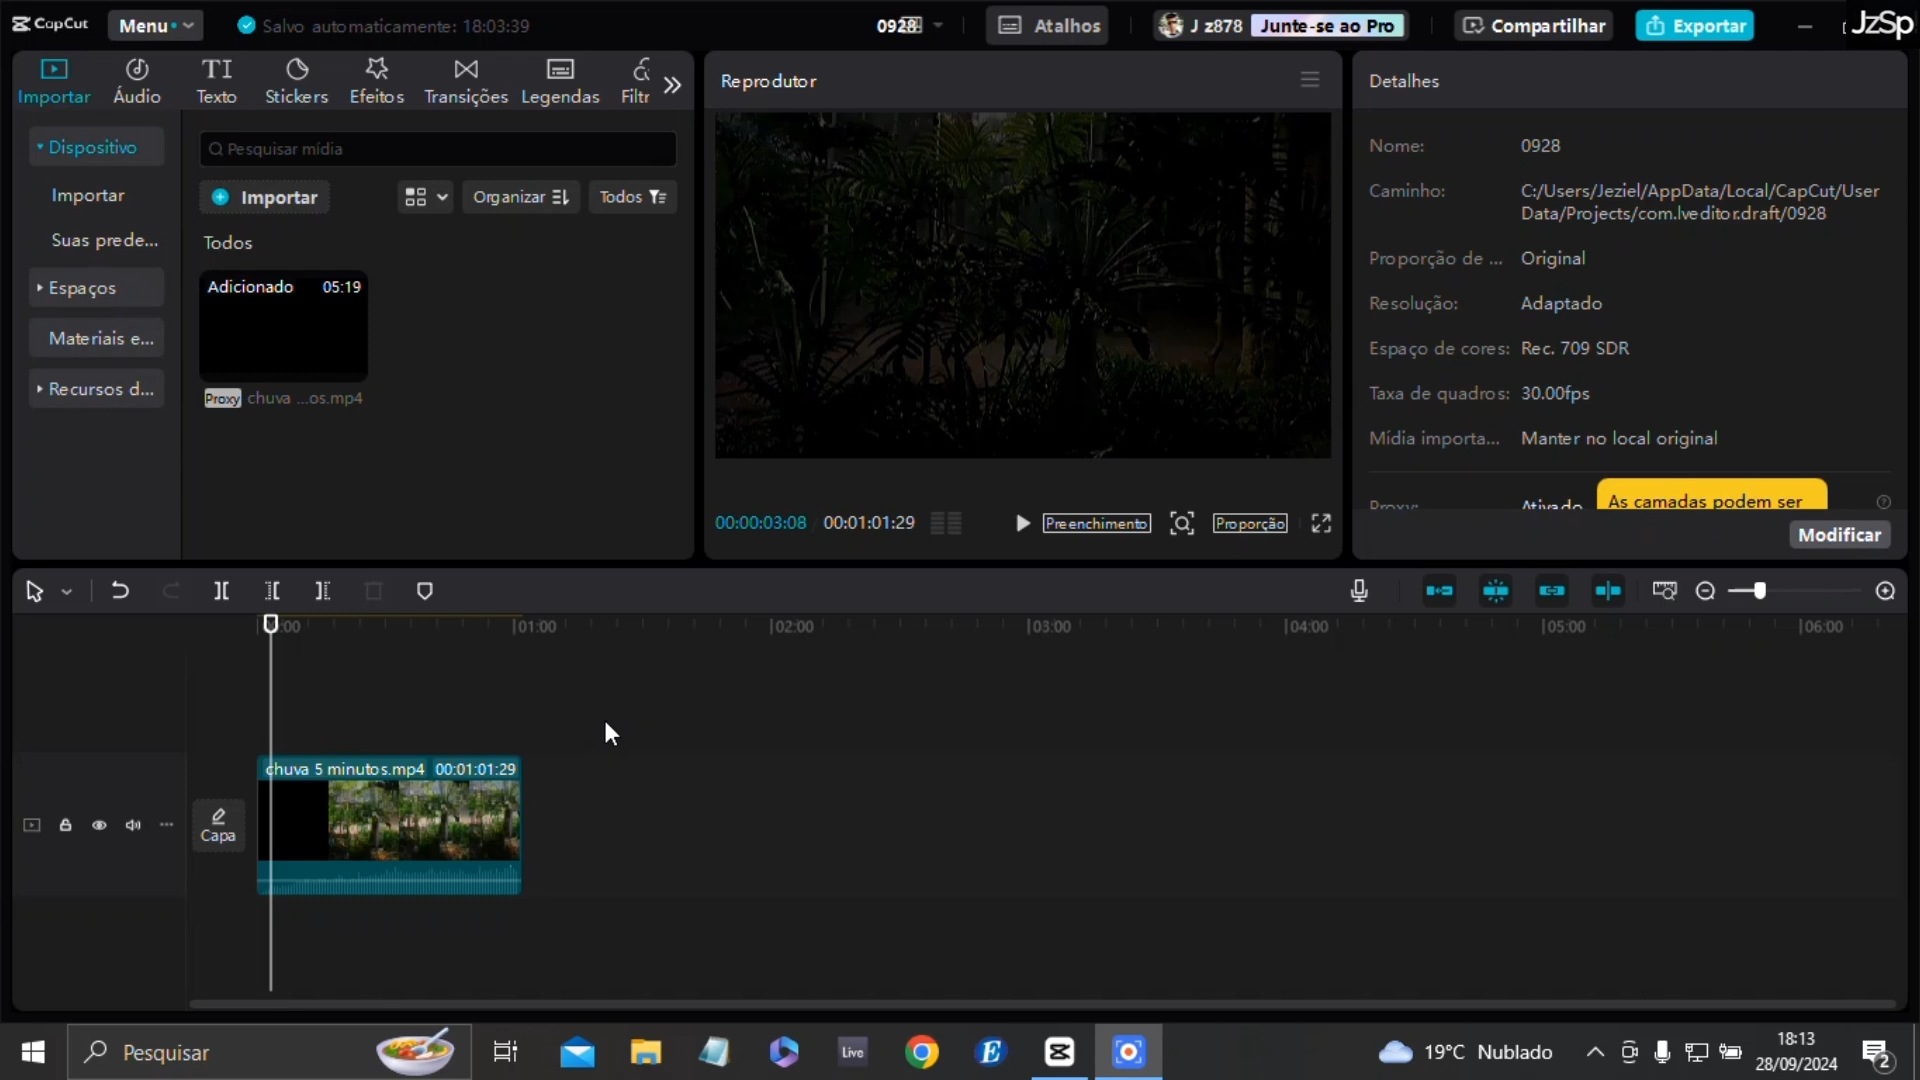 CapCut
Menu
Salvo automaticamente: 18:03:39
0928
Atalhos
J z878
Junte-se ao Pro
Compartilhar
Exportar
JzSp
Importar
Áudio
Texto
Stickers
Efeitos
Transições
Legendas
Filtr
Dispositivo
Importar
Suas prede...
Espaços
Materiais e...
Recursos d...
Pesquisar mídia
Importar
Organizar
Todos
Todos
Adicionado 05:19
Proxy chuva ...os.mp4
Reprodutor
00:00:03:08 00:01:01:29
Preenchimento
Proporção
Detalhes
Nome: 0928
Caminho: C:/Users/Jeziel/AppData/Local/CapCut/User
Data/Projects/com.lveditor.draft/0928
Proporção de ... Original
Resolução: Adaptado
Espaço de cores: Rec. 709 SDR
Taxa de quadros: 30.00fps
Mídia importa... Manter no local original
Proxy: Ativado
As camadas podem ser
Modificar
00:00 01:00 02:00 03:00 04:00 05:00 06:00
chuva 5 minutos.mp4 00:01:01:29
Capa
Pesquisar
Live
19°C Nublado
18:13
28/09/2024
2